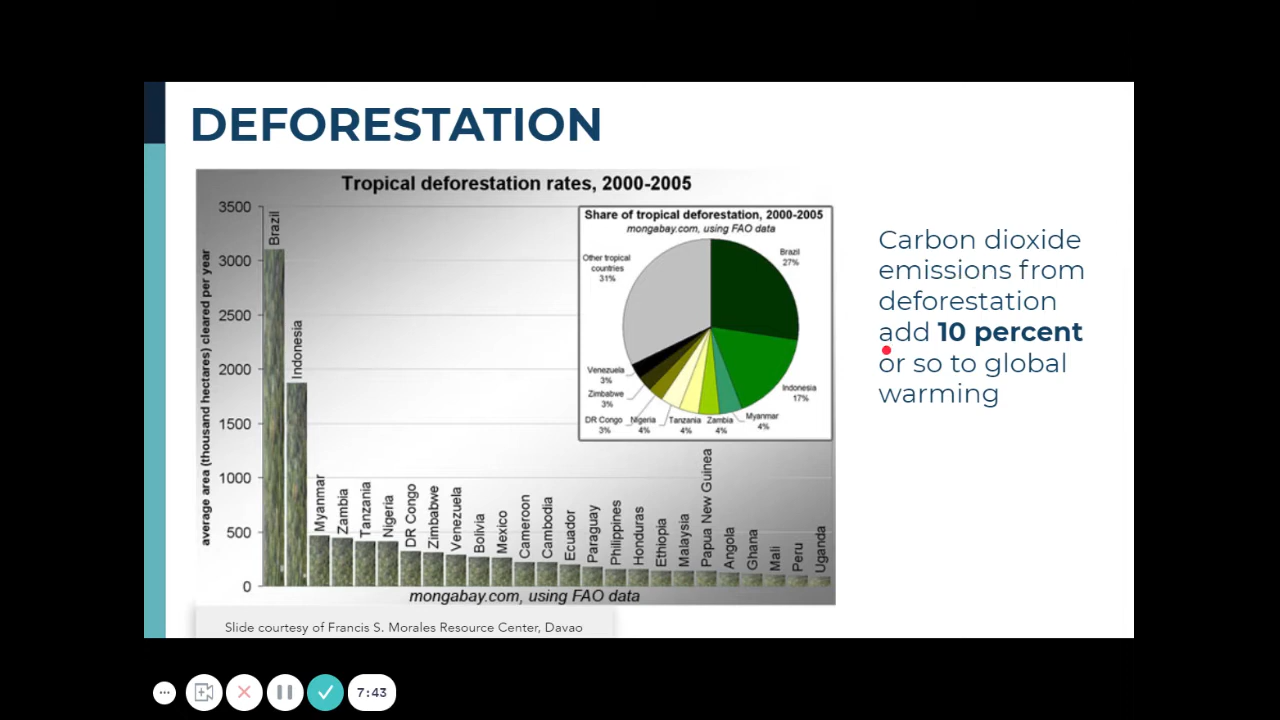 DEFORESTATION
Tropical deforestation rates, 2000-2005
average area (thousand hectares) cleared per year
3500
3000
2500
2000
1500
1000
500
0
Brazil
Indonesia
Myanmar
Zambia
Tanzania
Nigeria
DR Congo
Zimbabwe
Venezuela
Bolivia
Mexico
Cameroon
Cambodia
Ecuador
Paraguay
Philippines
Honduras
Ethiopia
Malaysia
Papua New Guinea
Angola
Ghana
Mali
Peru
Uganda
mongabay.com, using FAO data
Share of tropical deforestation, 2000-2005
mongabay.com, using FAO data
Brazil
27%
Indonesia
17%
Myanmar
4%
Zambia
4%
Tanzania
4%
Nigeria
4%
DR Congo
3%
Zimbabwe
3%
Venezuela
3%
Other tropical
countries
31%
Carbon dioxide
emissions from
deforestation
add 10 percent
or so to global
warming
Slide courtesy of Francis S. Morales Resource Center, Davao
7:43